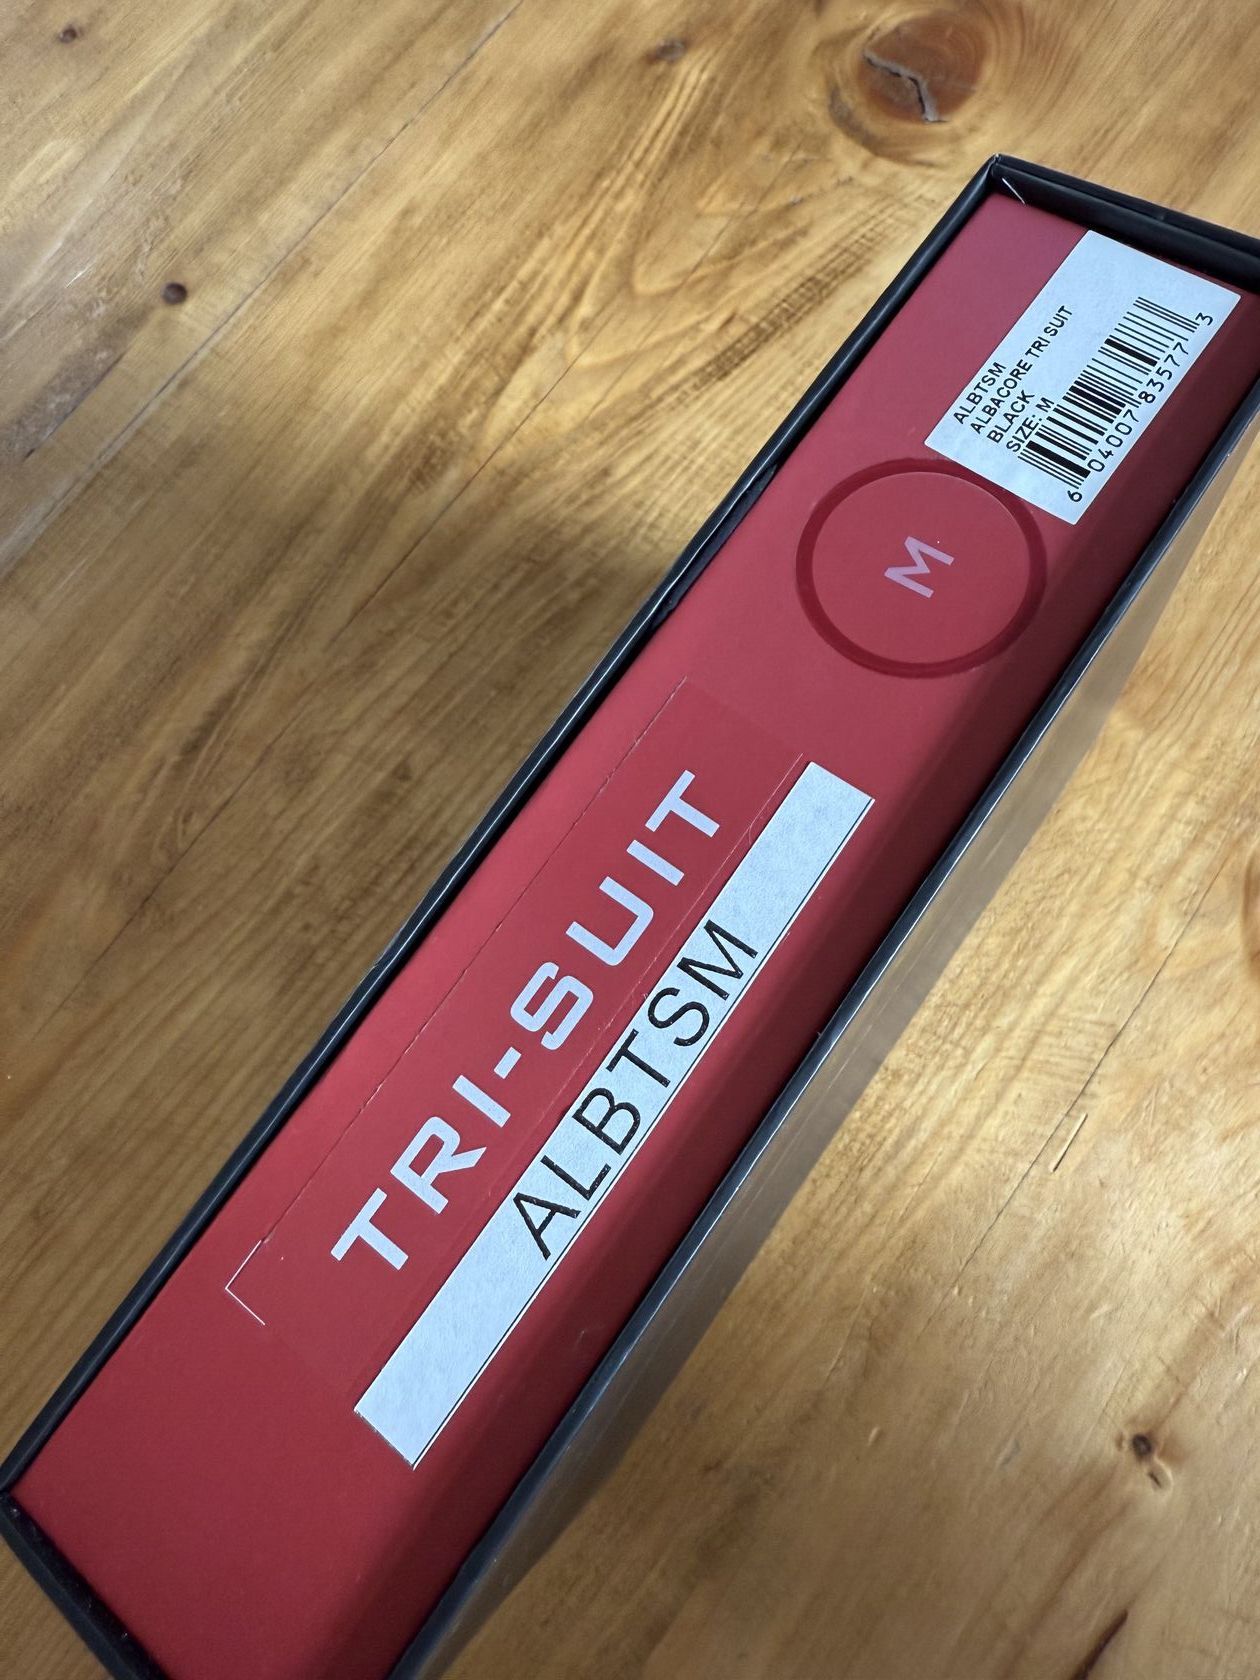 ALBTSM
ALBACORE TRI SUIT
BLACK
SIZE: M
6 04007 83577 3
M
TRI-SUIT
ALBTSM